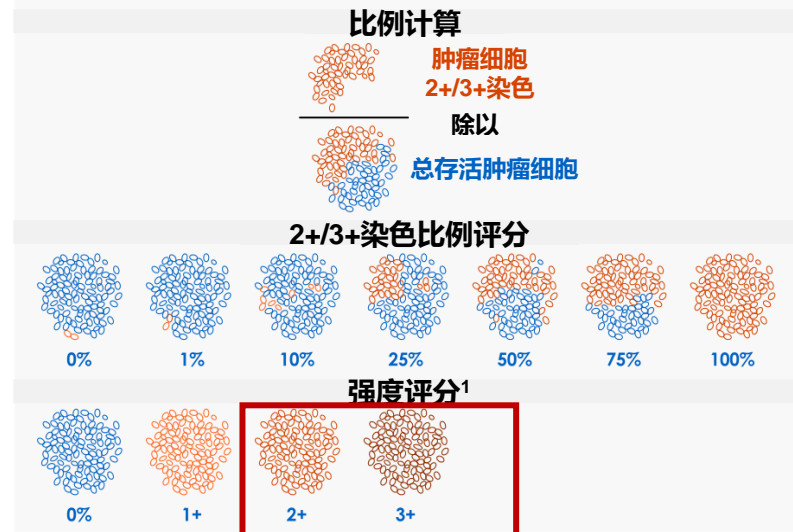 比例计算
肿瘤细胞
2+/3+染色
除以
总存活肿瘤细胞
2+/3+染色比例评分
0% 1% 10% 25% 50% 75% 100%
强度评分¹
0% 1+ 2+ 3+